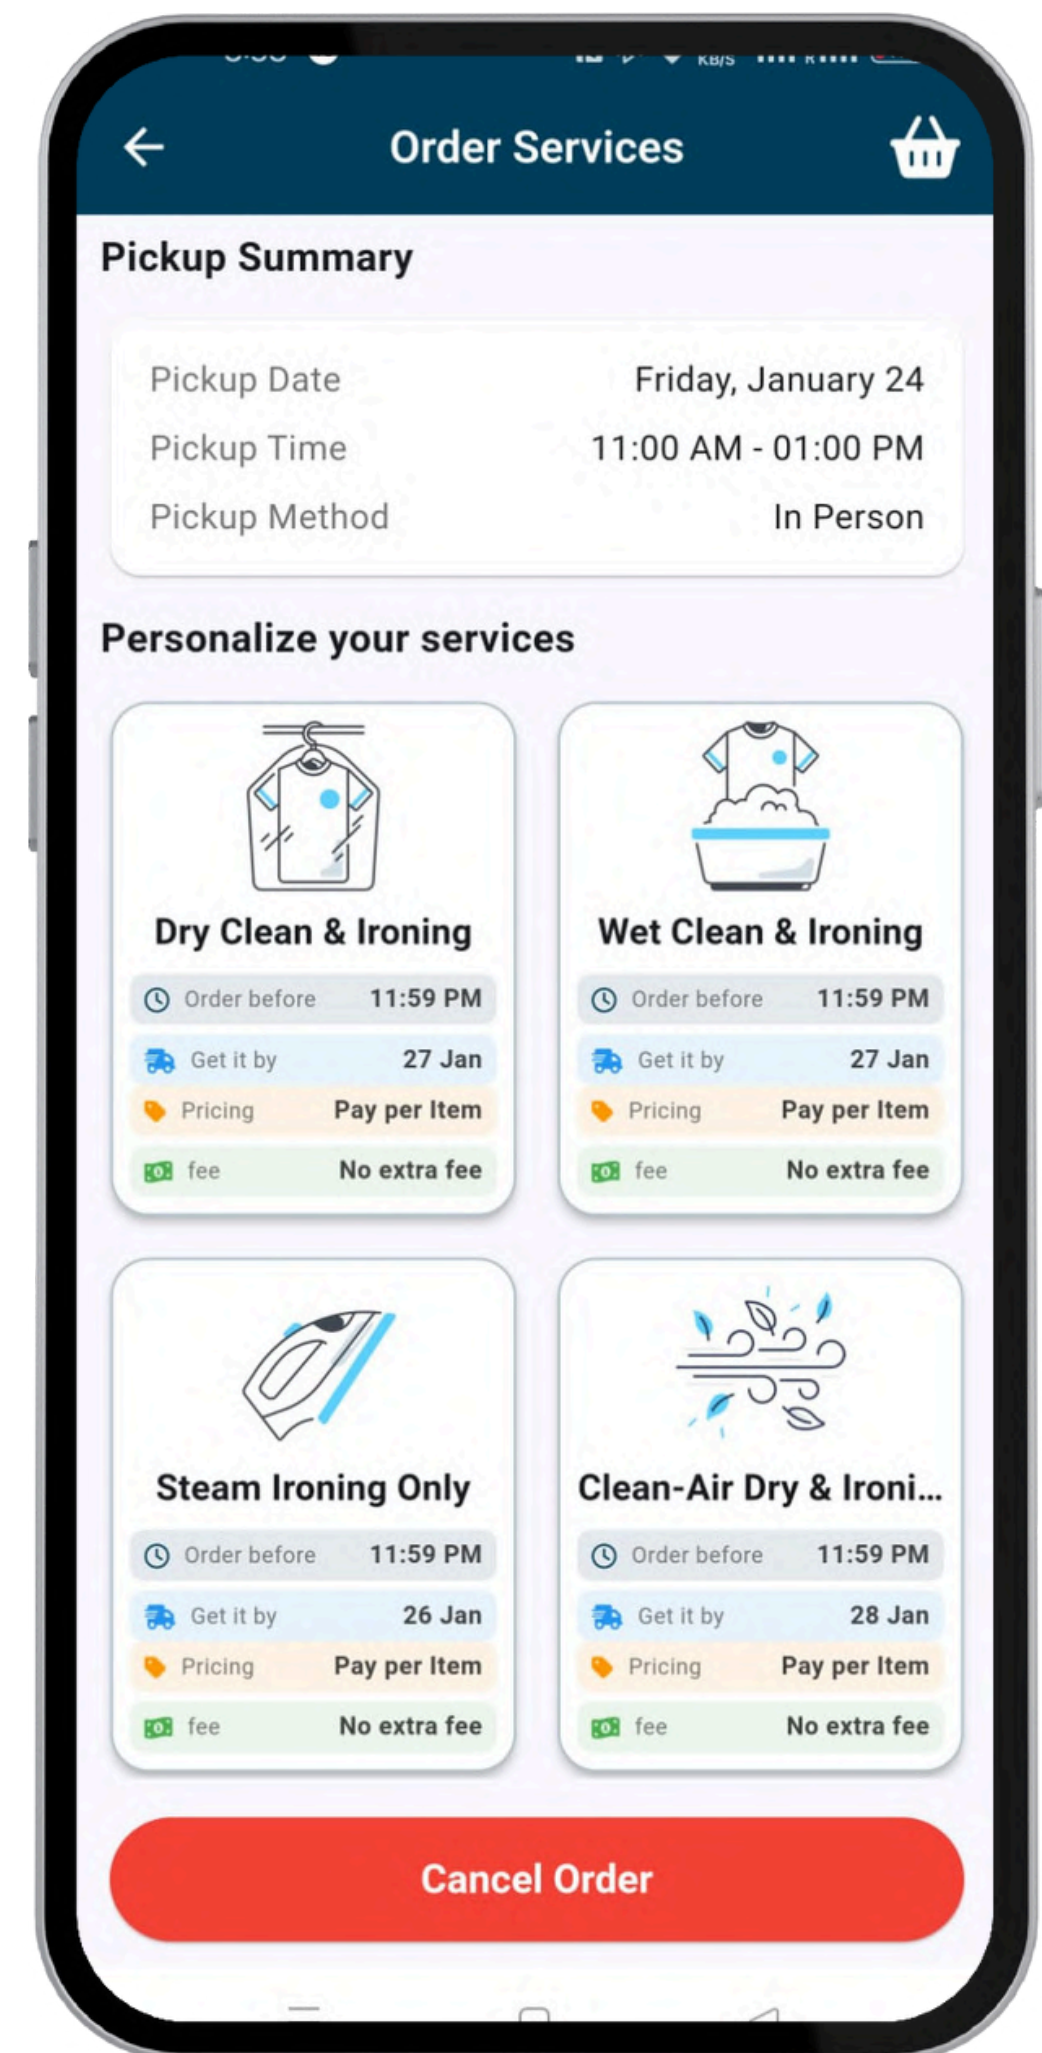 KB/S
R
Order Services
Pickup Summary
Pickup Date Friday, January 24
Pickup Time 11:00 AM - 01:00 PM
Pickup Method In Person
Personalize your services
Dry Clean & Ironing
Order before 11:59 PM
Get it by 27 Jan
Pricing Pay per Item
fee No extra fee
Wet Clean & Ironing
Order before 11:59 PM
Get it by 27 Jan
Pricing Pay per Item
fee No extra fee
Steam Ironing Only
Order before 11:59 PM
Get it by 26 Jan
Pricing Pay per Item
fee No extra fee
Clean-Air Dry & Ironi...
Order before 11:59 PM
Get it by 28 Jan
Pricing Pay per Item
fee No extra fee
Cancel Order